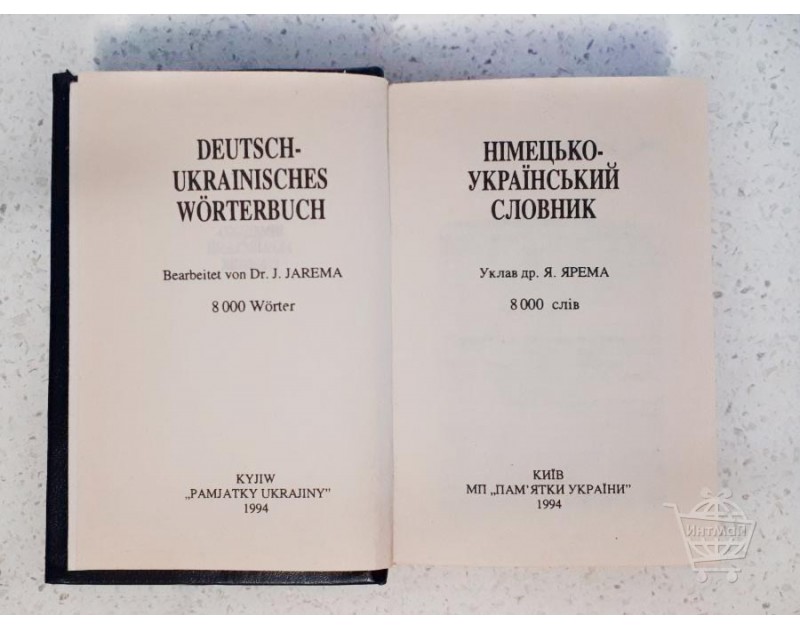 DEUTSCH-
UKRAINISCHES
WÖRTERBUCH
Bearbeitet von Dr. J. JAREMA
8 000 Wörter
KYJIW
„PAMJATKY UKRAJINY"
1994
НІМЕЦЬКО-
УКРАЇНСЬКИЙ
СЛОВНИК
Уклав др. Я. ЯРЕМА
8 000 слів
КИЇВ
МП „ПАМ'ЯТКИ УКРАЇНИ"
1994
ИнтМай